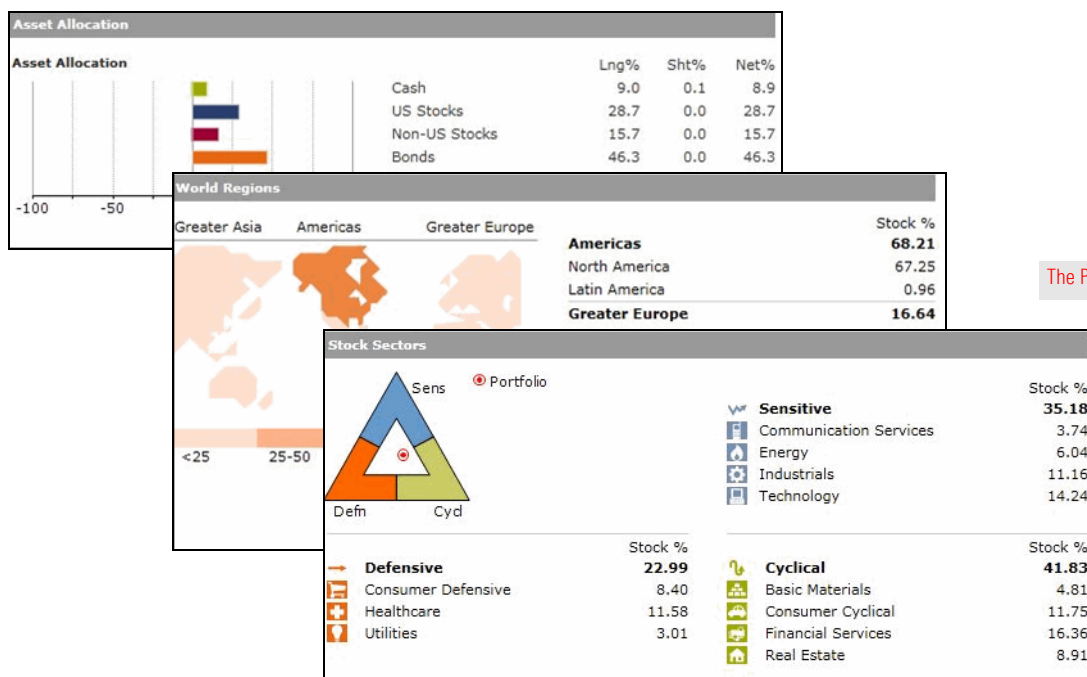 Asset Allocation
Asset Allocation
Lng% Sht% Net%
Cash 9.0 0.1 8.9
US Stocks 28.7 0.0 28.7
Non-US Stocks 15.7 0.0 15.7
Bonds 46.3 0.0 46.3
-100 -50
World Regions
Greater Asia Americas Greater Europe
Stock %
Americas 68.21
North America 67.25
Latin America 0.96
Greater Europe 16.64
<25 25-50
The P
Stock Sectors
Sens
Portfolio
Defn Cycl
Stock %
Sensitive 35.18
Communication Services 3.74
Energy 6.04
Industrials 11.16
Technology 14.24
Stock %
Defensive 22.99
Consumer Defensive 8.40
Healthcare 11.58
Utilities 3.01
Stock %
Cyclical 41.83
Basic Materials 4.81
Consumer Cyclical 11.75
Financial Services 16.36
Real Estate 8.91